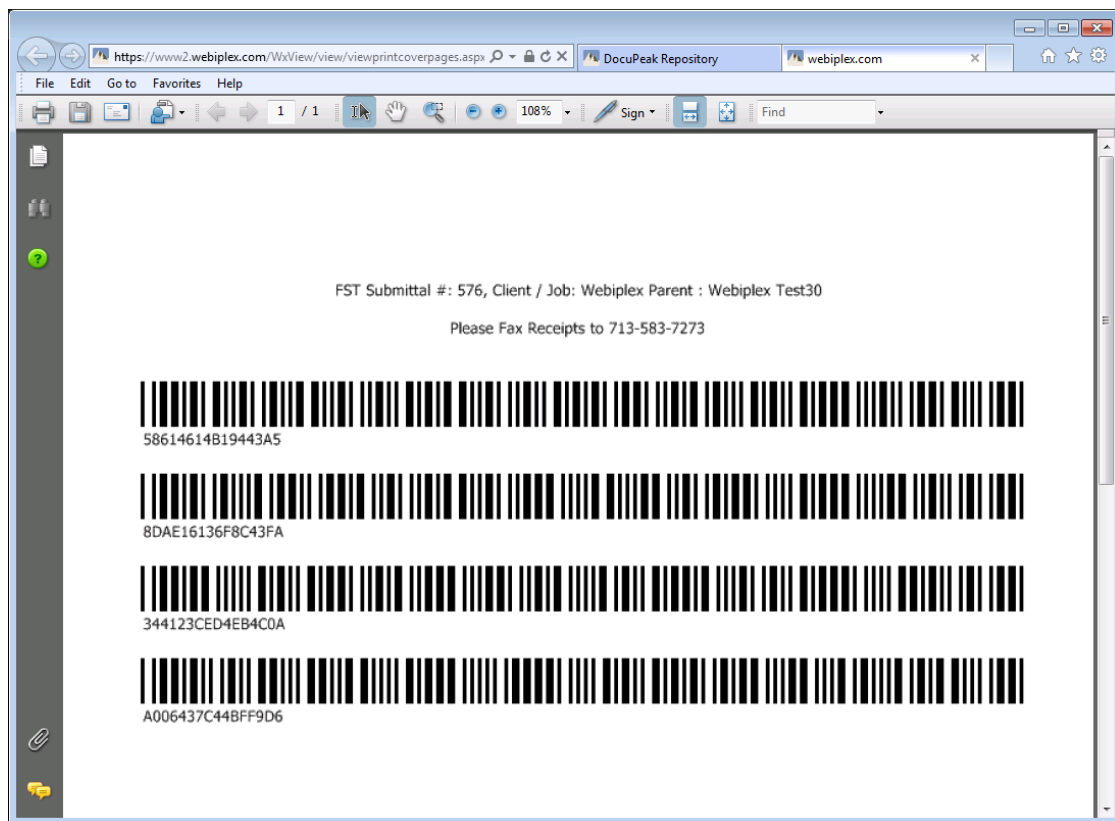 https://www2.webiplex.com/WxView/view/viewprintcoverpages.aspx
DocuPeak Repository
webiplex.com
File Edit Go to Favorites Help
1 / 1
108%
Sign
Find
FST Submittal #: 576, Client / Job: Webiplex Parent : Webiplex Test30
Please Fax Receipts to 713-583-7273
58614614B19443A5
8DAE16136F8C43FA
344123CED4EB4C0A
A006437C44BFF9D6